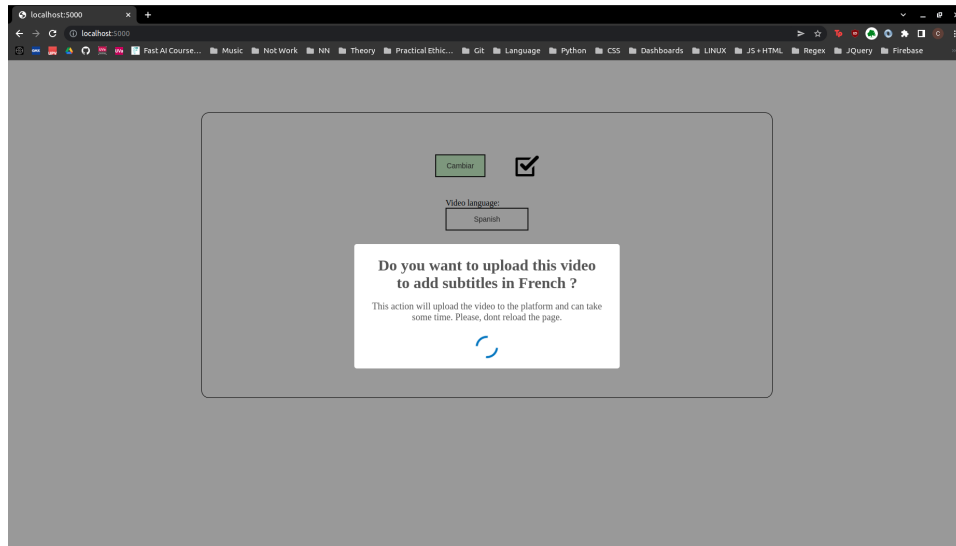 localhost:5000
localhost:5000
Fast AI Course... Music Not Work NN Theory Practical Ethic... Git Language Python CSS Dashboards LINUX JS + HTML Regex JQuery Firebase
Cambiar
Video language:
Spanish
Do you want to upload this video
to add subtitles in French ?
This action will upload the video to the platform and can take
some time. Please, dont reload the page.